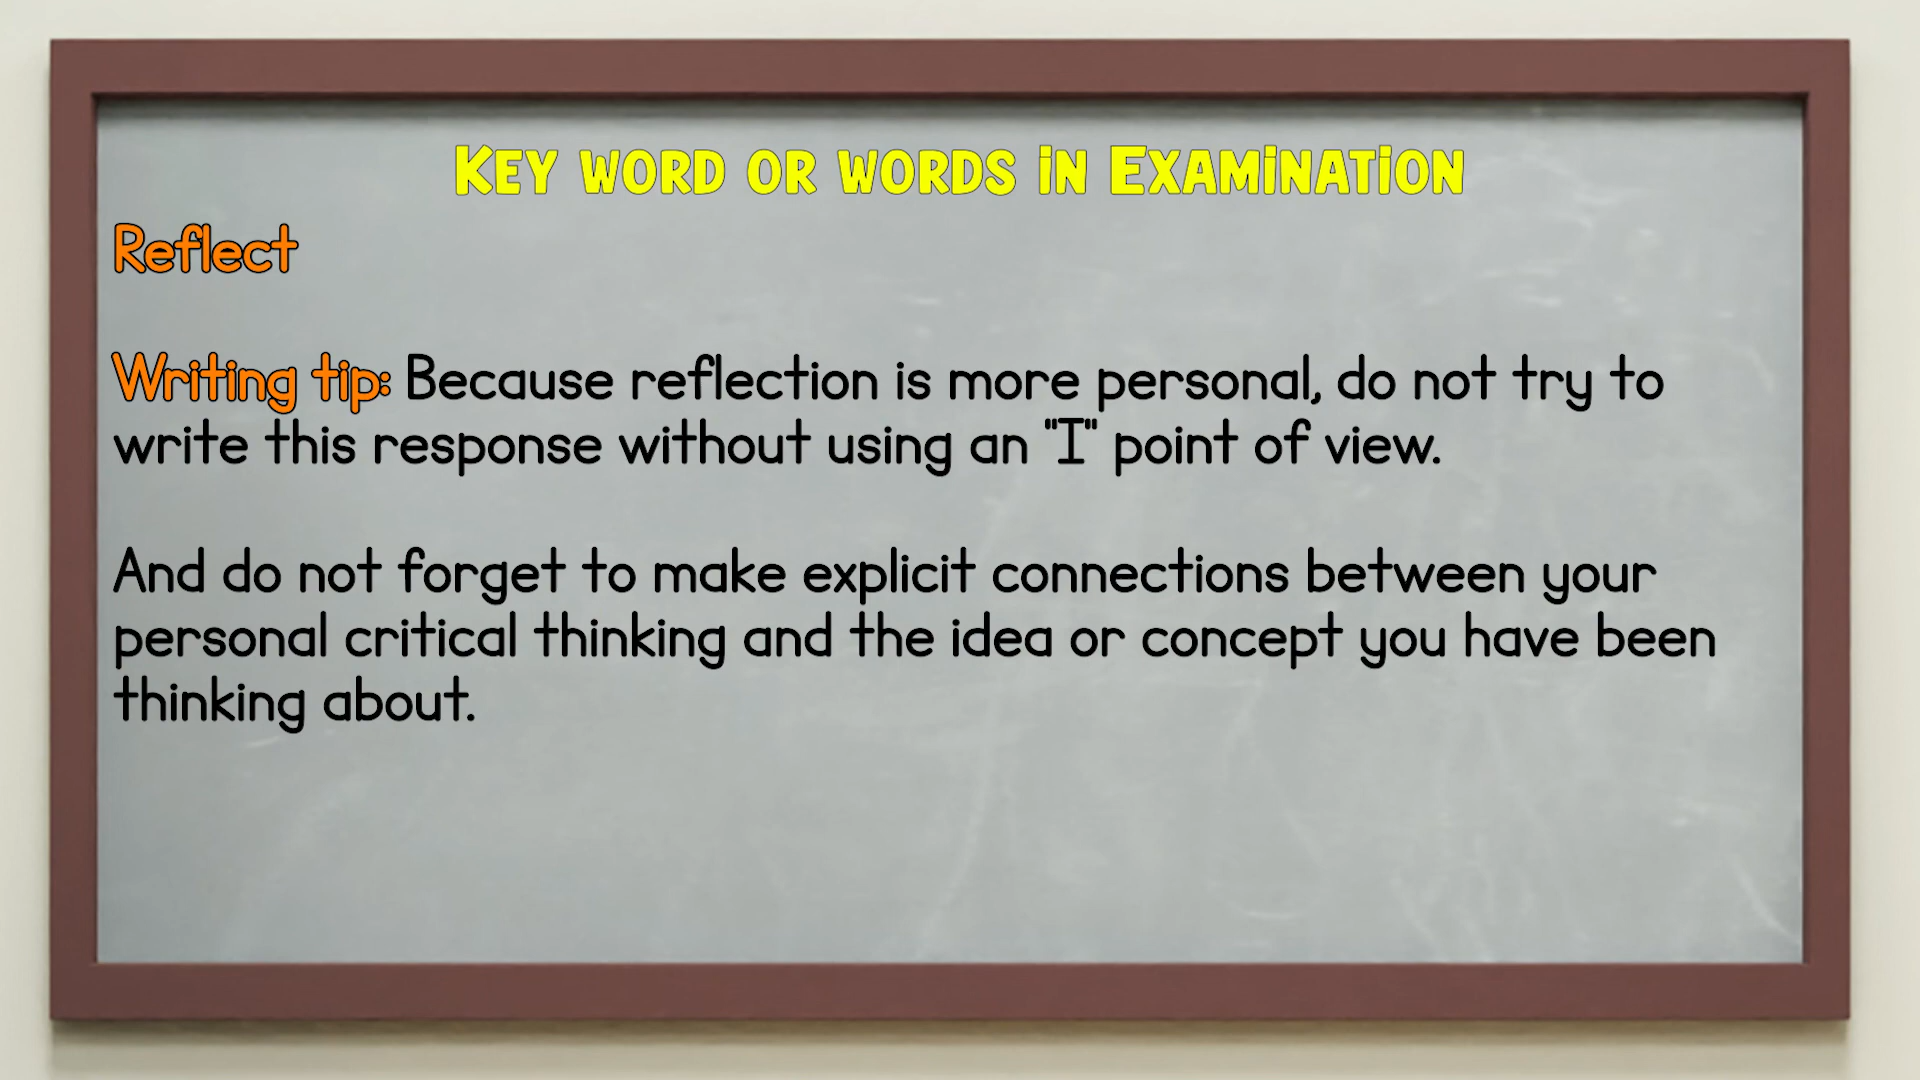 Key word or words in Examination
Reflect
Writing tip: Because reflection is more personal, do not try to
write this response without using an "I" point of view.
And do not forget to make explicit connections between your
personal critical thinking and the idea or concept you have been
thinking about.